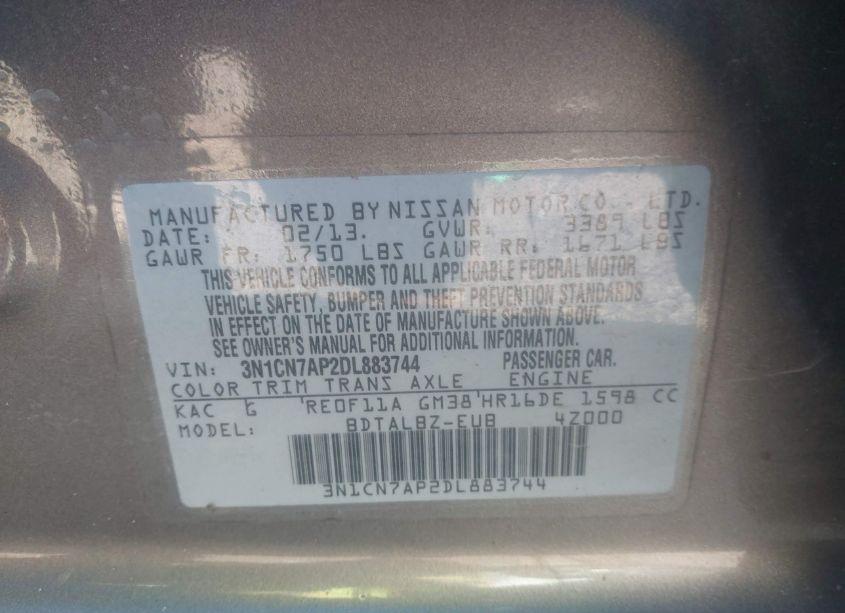 MANUFACTURED BY NISSAN MOTOR CO., LTD.
DATE: 02/13. GVWR: 3389 LBS
GAWR FR: 1750 LBS GAWR RR: 1671 LBS
THIS VEHICLE CONFORMS TO ALL APPLICABLE FEDERAL MOTOR
VEHICLE SAFETY, BUMPER AND THEFT PREVENTION STANDARDS
IN EFFECT ON THE DATE OF MANUFACTURE SHOWN ABOVE.
SEE OWNER'S MANUAL FOR ADDITIONAL INFORMATION.
VIN: 3N1CN7AP2DL883744 PASSENGER CAR.
COLOR TRIM TRANS AXLE ENGINE
KAC G 'RE0F11A GM38'HR16DE 1598 CC
MODEL: BDTALBZ-EUB 4Z000
3N1CN7AP2DL883744